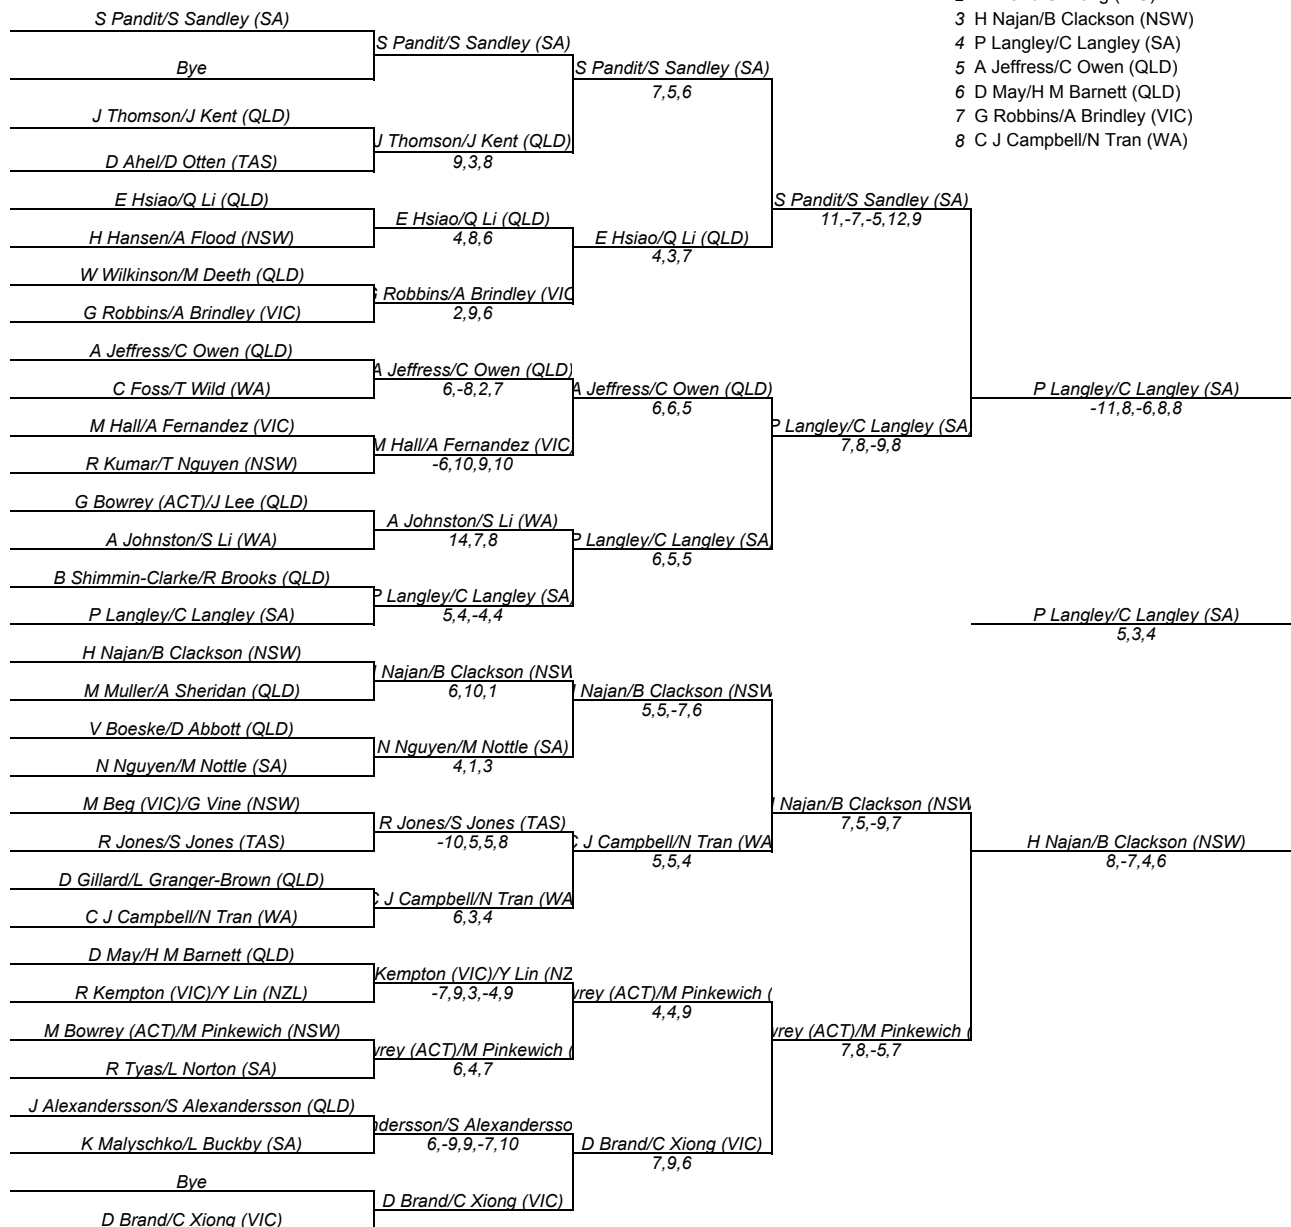 3 H Najan/B Clackson (NSW)
4 P Langley/C Langley (SA)
5 A Jeffress/C Owen (QLD)
6 D May/H M Barnett (QLD)
7 G Robbins/A Brindley (VIC)
8 C J Campbell/N Tran (WA)
S Pandit/S Sandley (SA)
Bye
J Thomson/J Kent (QLD)
D Ahel/D Otten (TAS)
E Hsiao/Q Li (QLD)
H Hansen/A Flood (NSW)
W Wilkinson/M Deeth (QLD)
G Robbins/A Brindley (VIC)
A Jeffress/C Owen (QLD)
C Foss/T Wild (WA)
M Hall/A Fernandez (VIC)
R Kumar/T Nguyen (NSW)
G Bowrey (ACT)/J Lee (QLD)
A Johnston/S Li (WA)
B Shimmin-Clarke/R Brooks (QLD)
P Langley/C Langley (SA)
H Najan/B Clackson (NSW)
M Muller/A Sheridan (QLD)
V Boeske/D Abbott (QLD)
N Nguyen/M Nottle (SA)
M Beg (VIC)/G Vine (NSW)
R Jones/S Jones (TAS)
D Gillard/L Granger-Brown (QLD)
C J Campbell/N Tran (WA)
D May/H M Barnett (QLD)
R Kempton (VIC)/Y Lin (NZL)
M Bowrey (ACT)/M Pinkewich (NSW)
R Tyas/L Norton (SA)
J Alexandersson/S Alexandersson (QLD)
K Malyschko/L Buckby (SA)
Bye
D Brand/C Xiong (VIC)
S Pandit/S Sandley (SA)
J Thomson/J Kent (QLD)
9,3,8
E Hsiao/Q Li (QLD)
4,8,6
Robbins/A Brindley (VIC
2,9,6
A Jeffress/C Owen (QLD)
6,-8,2,7
M Hall/A Fernandez (VIC)
-6,10,9,10
A Johnston/S Li (WA)
14,7,8
P Langley/C Langley (SA)
5,4,-4,4
Najan/B Clackson (NSW
6,10,1
N Nguyen/M Nottle (SA)
4,1,3
R Jones/S Jones (TAS)
-10,5,5,8
C J Campbell/N Tran (WA
6,3,4
Kempton (VIC)/Y Lin (NZ
-7,9,3,-4,9
wrey (ACT)/M Pinkewich (
6,4,7
ndersson/S Alexandersso
6,-9,9,-7,10
D Brand/C Xiong (VIC)
S Pandit/S Sandley (SA)
7,5,6
E Hsiao/Q Li (QLD)
4,3,7
A Jeffress/C Owen (QLD)
6,6,5
P Langley/C Langley (SA)
6,5,5
Najan/B Clackson (NSW
5,5,-7,6
C J Campbell/N Tran (WA
5,5,4
wrey (ACT)/M Pinkewich (
4,4,9
D Brand/C Xiong (VIC)
7,9,6
S Pandit/S Sandley (SA)
11,-7,-5,12,9
P Langley/C Langley (SA)
7,8,-9,8
Najan/B Clackson (NSW
7,5,-9,7
wrey (ACT)/M Pinkewich (
7,8,-5,7
P Langley/C Langley (SA)
-11,8,-6,8,8
H Najan/B Clackson (NSW)
8,-7,4,6
P Langley/C Langley (SA)
5,3,4